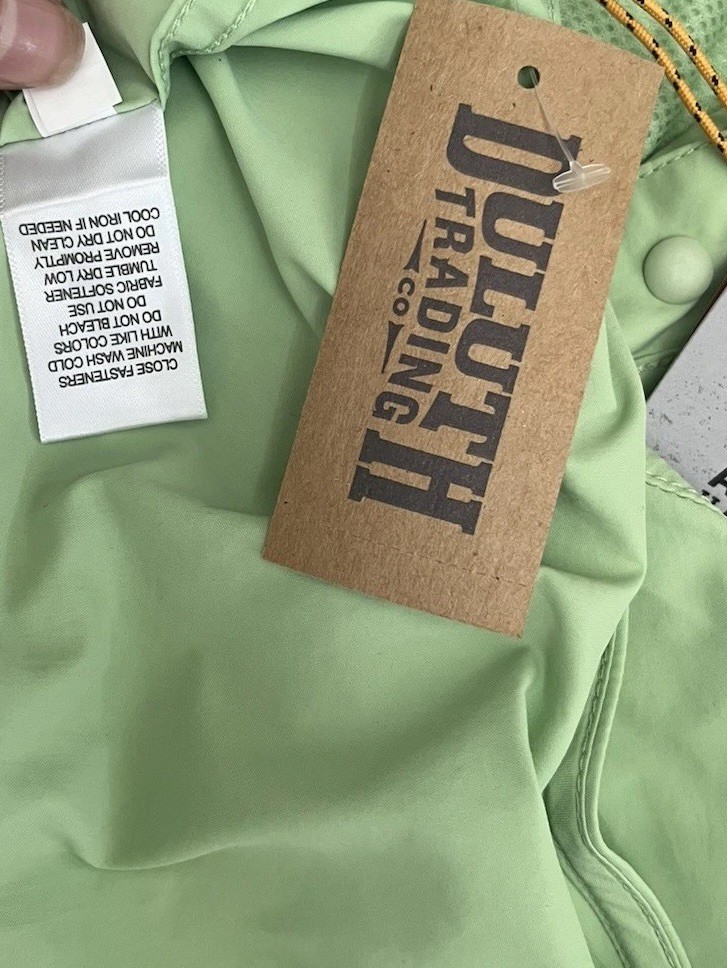 CLOSE FASTENERS
MACHINE WASH COLD
WITH LIKE COLORS
DO NOT BLEACH
DO NOT USE
FABRIC SOFTENER
TUMBLE DRY LOW
REMOVE PROMPTLY
DO NOT DRY CLEAN
COOL IRON IF NEEDED
DULUTH
TRADING
CO